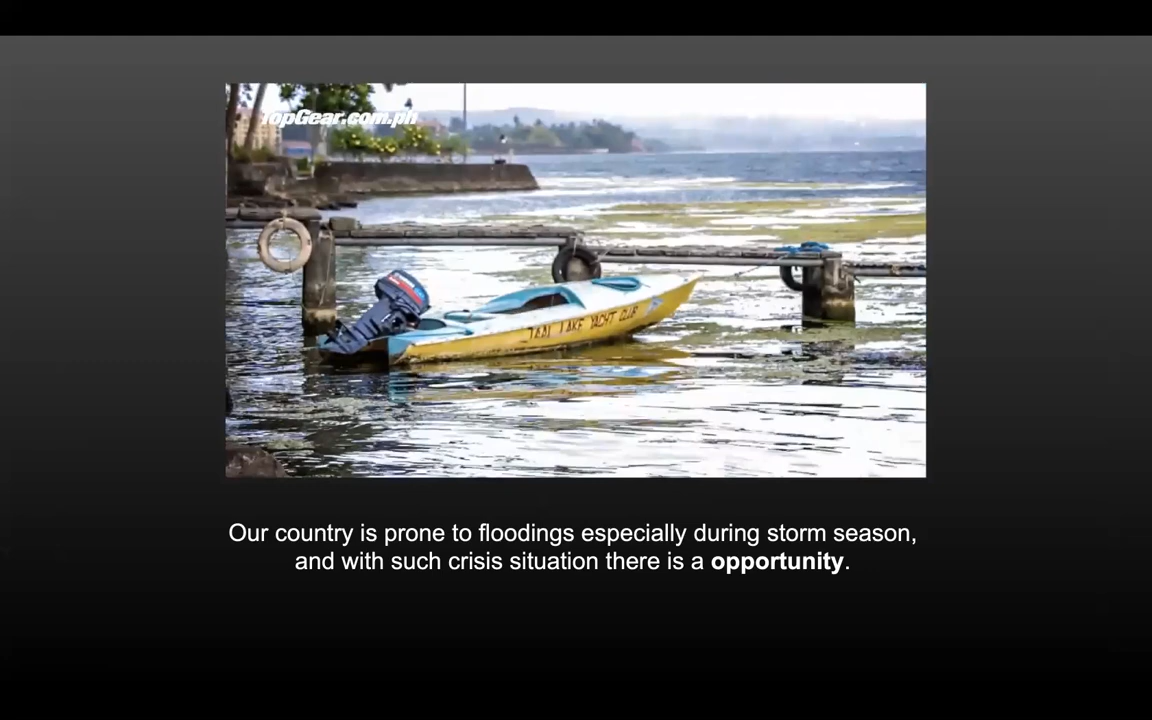 TopGear.com.ph
TAAL LAKE YACHT CLUB
Our country is prone to floodings especially during storm season,
and with such crisis situation there is a opportunity.